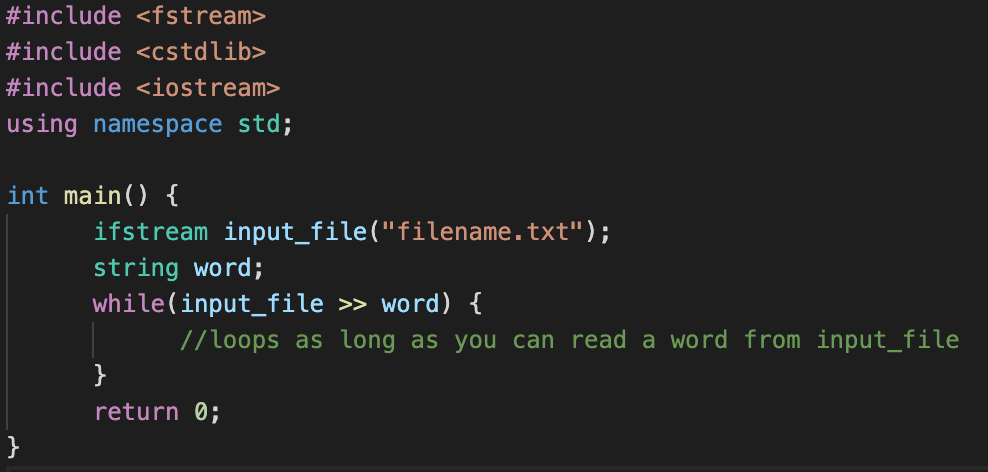 #include <fstream>
#include <cstdlib>
#include <iostream>
using namespace std;
int main() {
ifstream input_file("filename.txt");
string word;
while(input_file >> word) {
//loops as long as you can read a word from input_file
}
return 0;
}